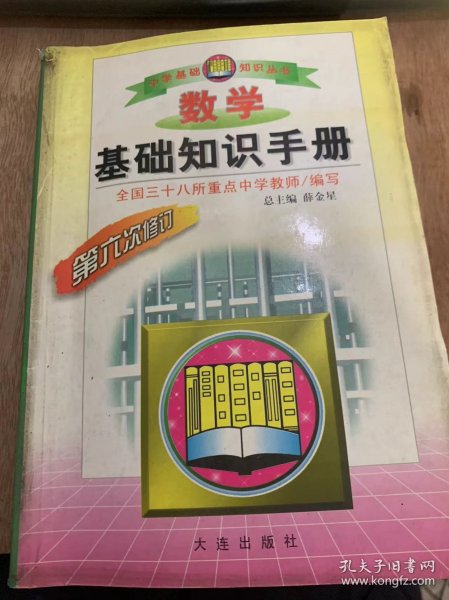 中学基础知识丛书
数学
基础知识手册
全国三十八所重点中学教师/编写
总主编 薛金星
第六次修订
大连出版社
孔夫子旧书网
www.kongfz.com